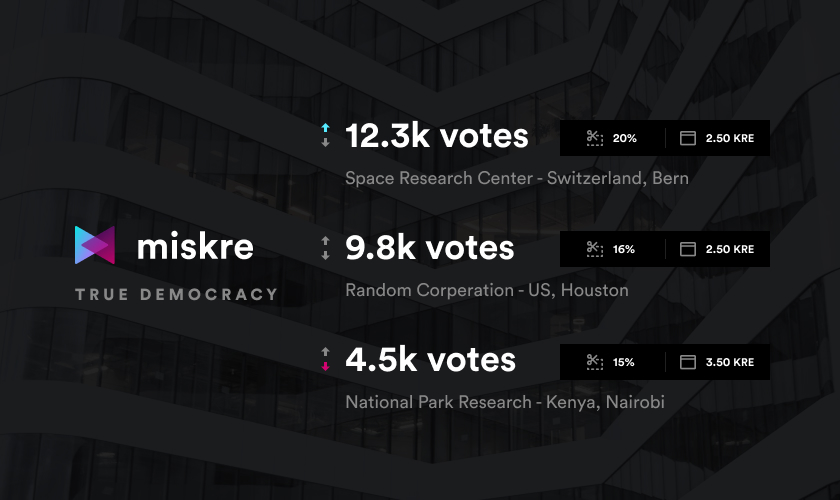 12.3k votes 20% 2.50 KRE
Space Research Center - Switzerland, Bern
miskre
TRUE DEMOCRACY
9.8k votes 16% 2.50 KRE
Random Corperation - US, Houston
4.5k votes 15% 3.50 KRE
National Park Research - Kenya, Nairobi